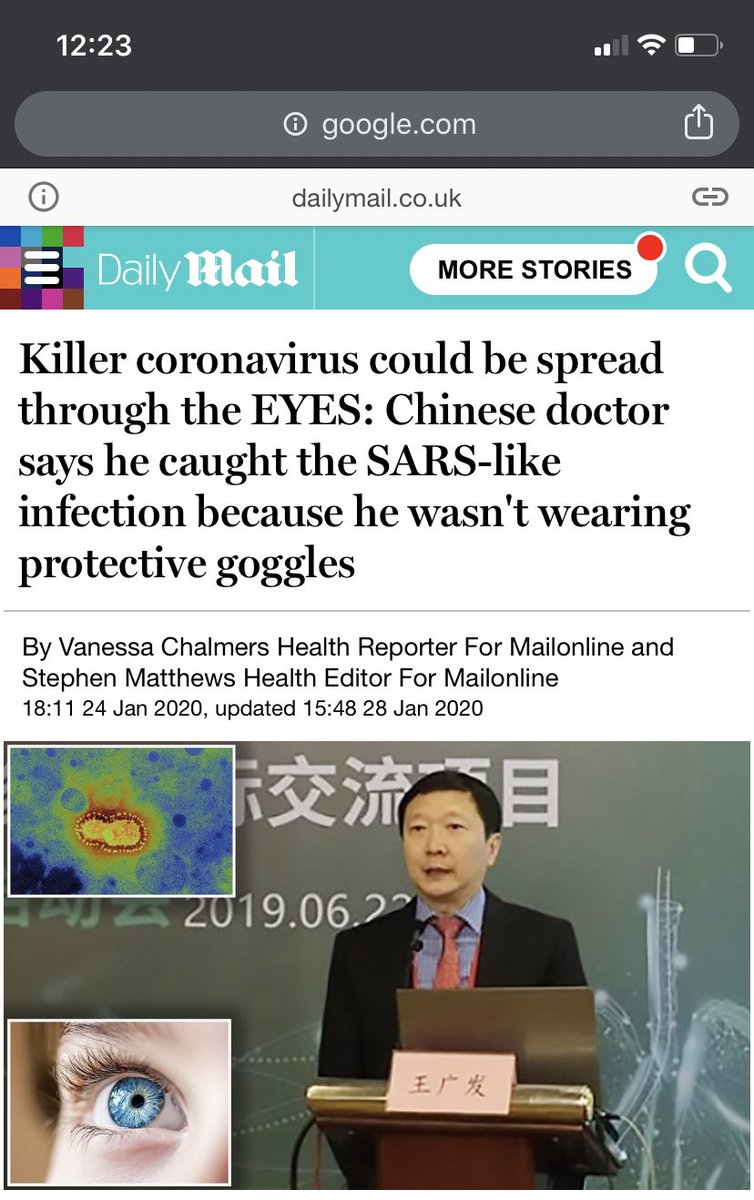 12:23
google.com
dailymail.co.uk
Daily Mail
MORE STORIES
Killer coronavirus could be spread
through the EYES: Chinese doctor
says he caught the SARS-like
infection because he wasn't wearing
protective goggles
By Vanessa Chalmers Health Reporter For Mailonline and
Stephen Matthews Health Editor For Mailonline
18:11 24 Jan 2020, updated 15:48 28 Jan 2020
际交流项目
启动会 2019.06.22
王广发